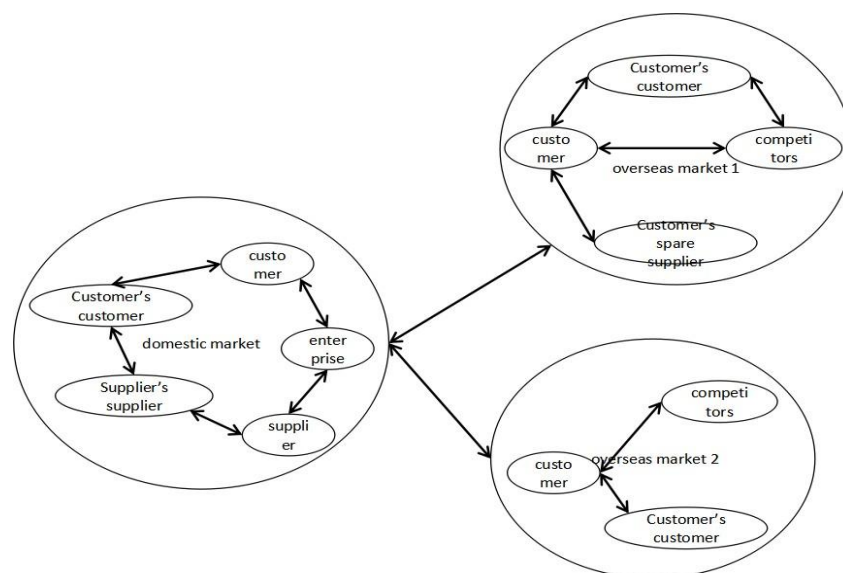 Customer's
customer
custo
mer
competi
tors
overseas market 1
Customer's
spare
supplier
custo
mer
Customer's
customer
enter
prise
domestic market
Supplier's
supplier
suppli
er
competi
tors
custo
mer
overseas market 2
Customer's
customer